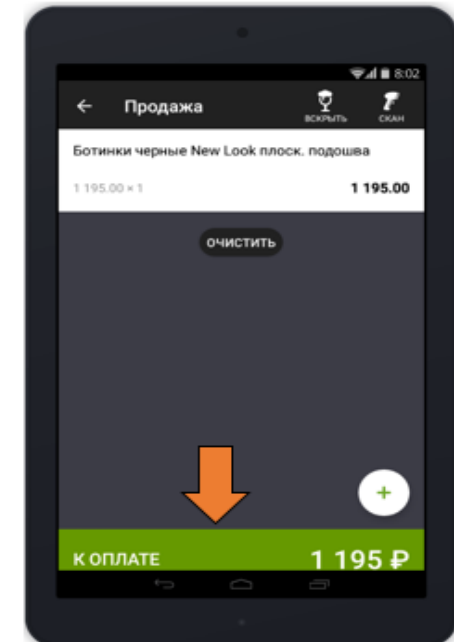 8:02
Продажа
ВСКРЫТЬ
СКАН
Ботинки черные New Look плоск. подошва
1 195.00 × 1
1 195.00
ОЧИСТИТЬ
+
К ОПЛАТЕ
1 195 ₽